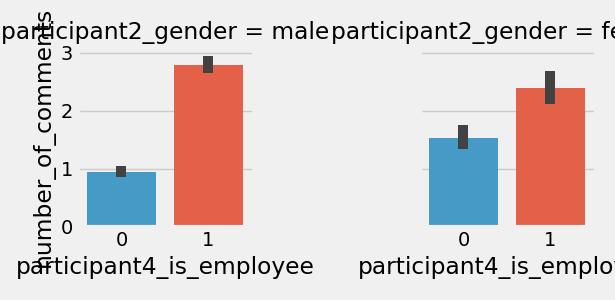 participant2_gender = male
participant2_gender = fe
number_of_comments
3
2
1
0
0 1
0 1
participant4_is_employee
participant4_is_emplo